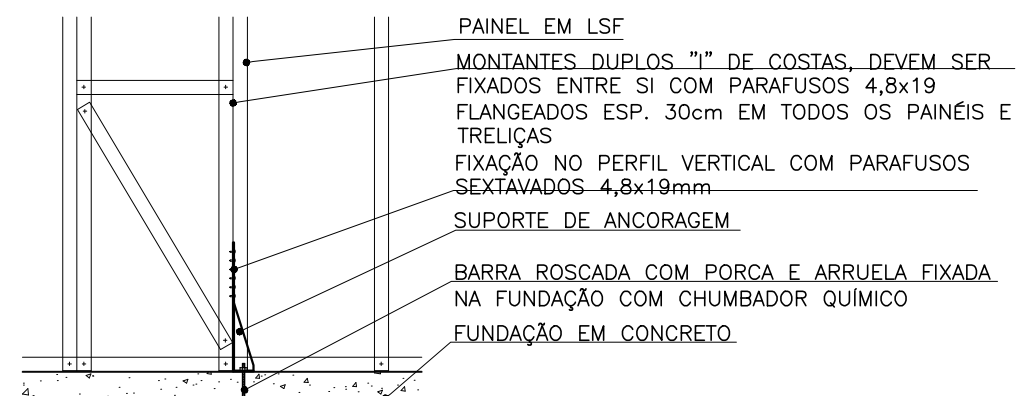 PAINEL EM LSF
MONTANTES DUPLOS "I" DE COSTAS, DEVEM SER
FIXADOS ENTRE SI COM PARAFUSOS 4,8x19
FLANGEADOS ESP. 30cm EM TODOS OS PAINÉIS E
TRELIÇAS
FIXAÇÃO NO PERFIL VERTICAL COM PARAFUSOS
SEXTAVADOS 4,8x19mm
SUPORTE DE ANCORAGEM
BARRA ROSCADA COM PORCA E ARRUELA FIXADA
NA FUNDAÇÃO COM CHUMBADOR QUÍMICO
FUNDAÇÃO EM CONCRETO